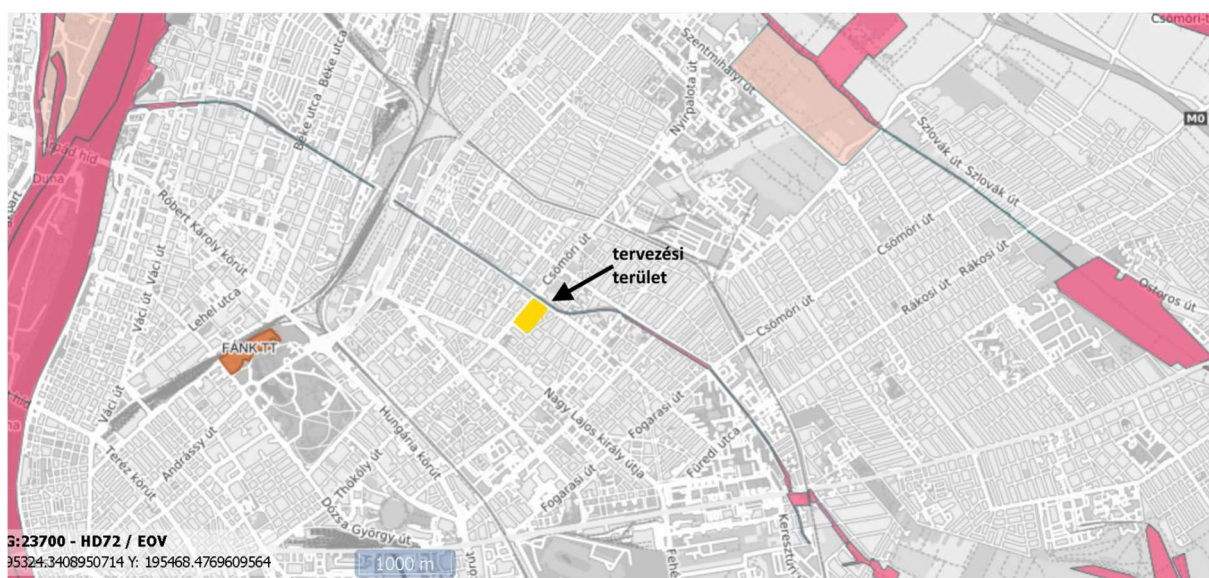 Csömöri-t
Szentmihályi út
Nyírpalota út
M0
Béke utca
Béke utca
Árpád híd
Duna
Szlovák út
Szlovák út
Róbert Károly körút
tervezési
terület
Csömöri út
Csömöri út
Rákosi út
Rákosi út
Ostoros út
Váci út
Váci út
Lehel utca
Csömöri út
FÁNK TT
Váci út
Hungária körút
Nagy Lajos király útja
Fogarasi út
Füredi utca
Andrássy út
Teréz körút
Thököly út
Fogarasi út
Dózsa György út
Keresztúri
G:23700 - HD72 / EOV
95324.3408950714 Y: 195468.4769609564
1000 m